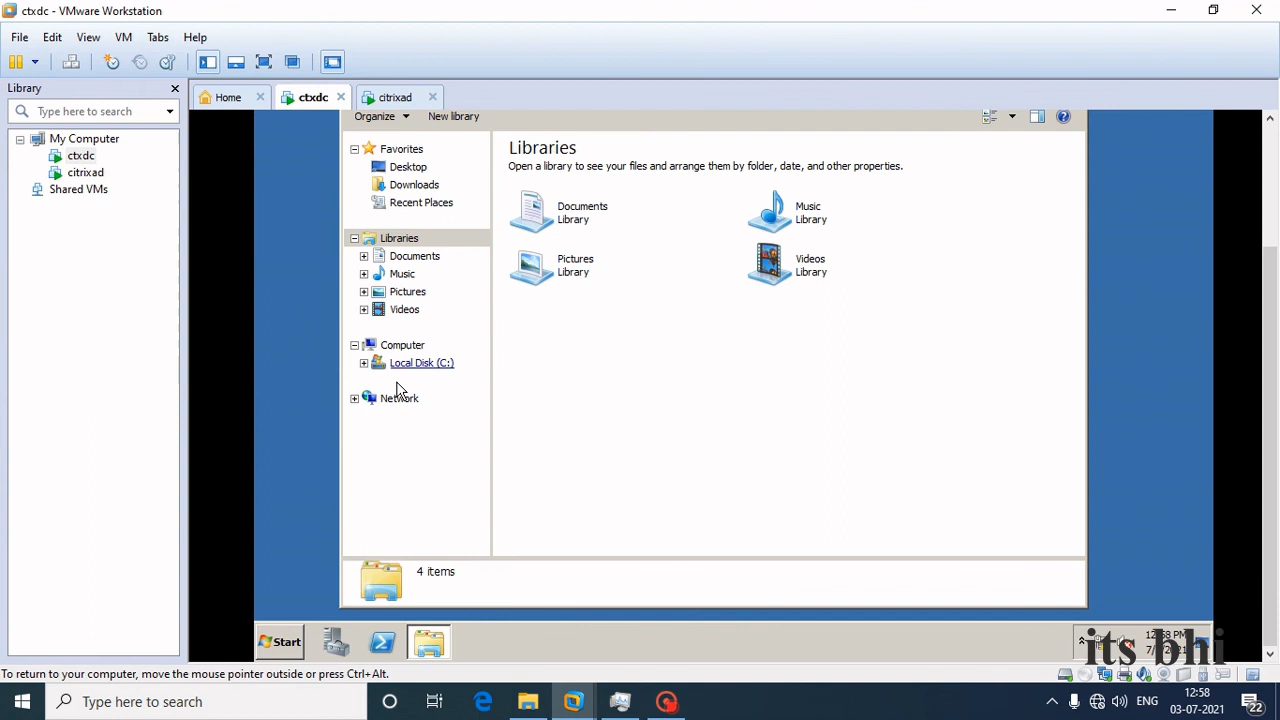 ctxdc - VMware Workstation
File Edit View VM Tabs Help
Library
Type here to search
My Computer
ctxdc
citrixad
Shared VMs
Home ctxdc citrixad
Organize New library
Favorites
Desktop
Downloads
Recent Places
Libraries
Documents
Music
Pictures
Videos
Computer
Local Disk (C:)
Network
Libraries
Open a library to see your files and arrange them by folder, date, and other properties.
Documents
Library
Music
Library
Pictures
Library
Videos
Library
4 items
Start
its bhi
To return to your computer, move the mouse pointer outside or press Ctrl+Alt.
Type here to search
ENG
12:58
03-07-2021
22